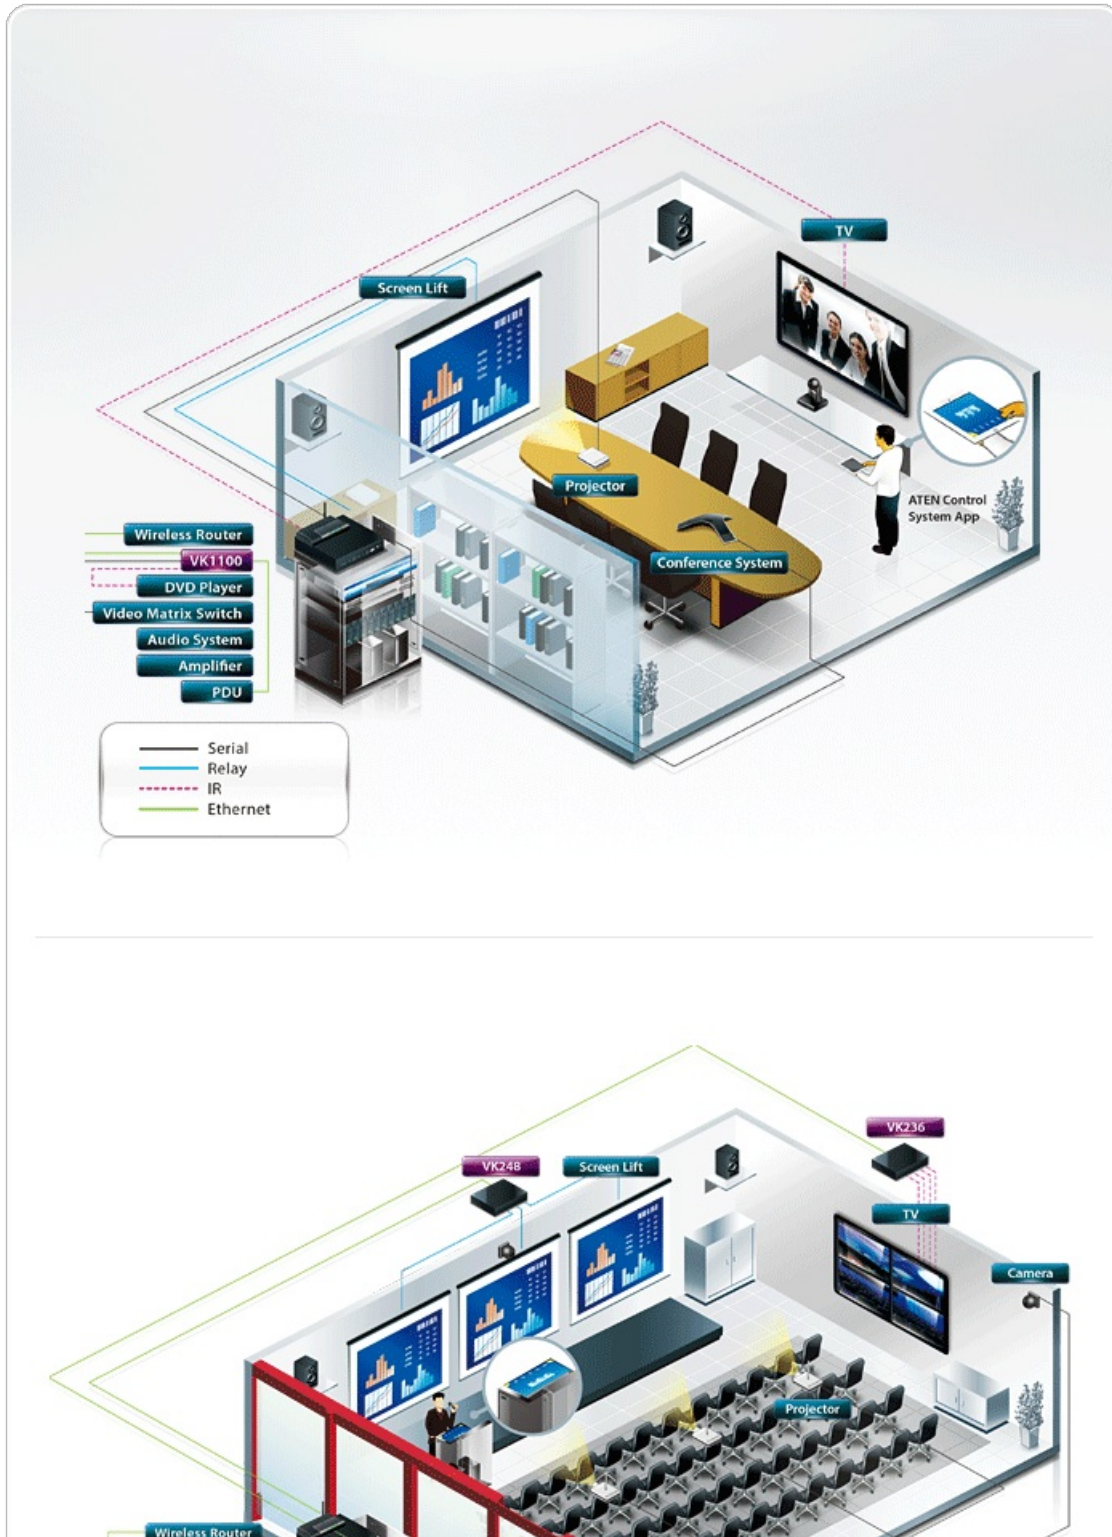 TV
Screen Lift
Projector
ATEN Control
System App
Wireless Router
VK1100
Conference System
DVD Player
Video Matrix Switch
Audio System
Amplifier
PDU
Serial
Relay
IR
Ethernet
VK236
VK248
Screen Lift
TV
Camera
Projector
Wireless Router